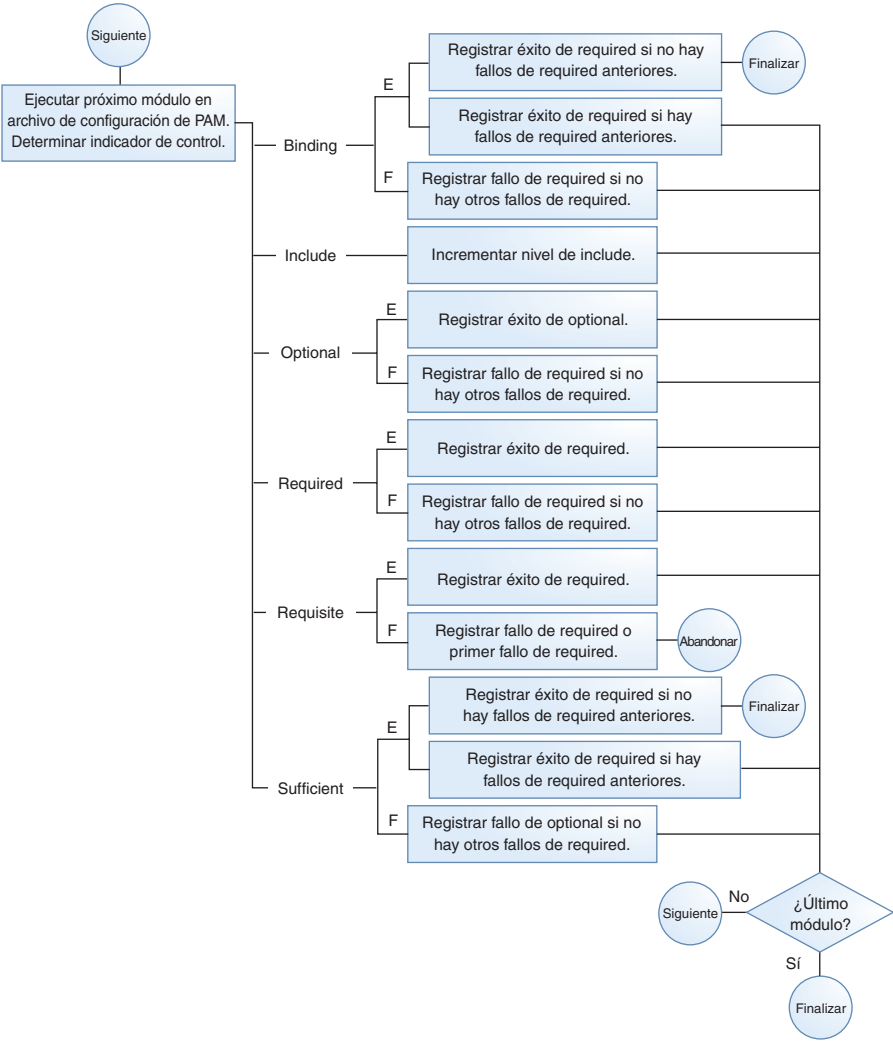 Siguiente
Ejecutar próximo módulo en
archivo de configuración de PAM.
Determinar indicador de control.
Binding
E
Registrar éxito de required si no hay
fallos de required anteriores.
Finalizar
Registrar éxito de required si hay
fallos de required anteriores.
F
Registrar fallo de required si no
hay otros fallos de required.
Include
Incrementar nivel de include.
Optional
E
Registrar éxito de optional.
F
Registrar fallo de required si no
hay otros fallos de required.
Required
E
Registrar éxito de required.
F
Registrar fallo de required si no
hay otros fallos de required.
Requisite
E
Registrar éxito de required.
F
Registrar fallo de required o
primer fallo de required.
Abandonar
Sufficient
E
Registrar éxito de required si no
hay fallos de required anteriores.
Finalizar
Registrar éxito de required si hay
fallos de required anteriores.
F
Registrar fallo de optional si no
hay otros fallos de required.
¿Último
módulo?
No
Siguiente
Sí
Finalizar